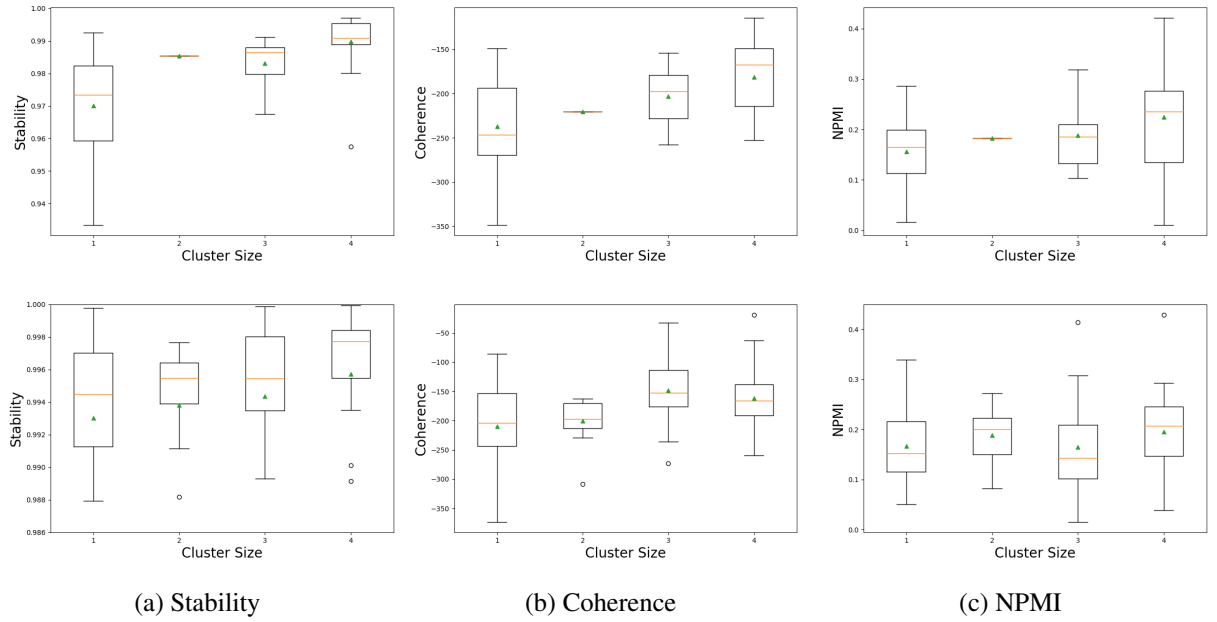 1.00
0.99
0.98
0.97
0.96
0.95
0.94
Stability
1 2 3 4
Cluster Size
−150
−200
−250
−300
−350
Coherence
1 2 3 4
Cluster Size
0.4
0.3
0.2
0.1
0.0
NPMI
1 2 3 4
Cluster Size
1.000
0.998
0.996
0.994
0.992
0.990
0.988
0.986
Stability
1 2 3 4
Cluster Size
−50
−100
−150
−200
−250
−300
−350
Coherence
1 2 3 4
Cluster Size
0.4
0.3
0.2
0.1
0.0
NPMI
1 2 3 4
Cluster Size
(a) Stability
(b) Coherence
(c) NPMI